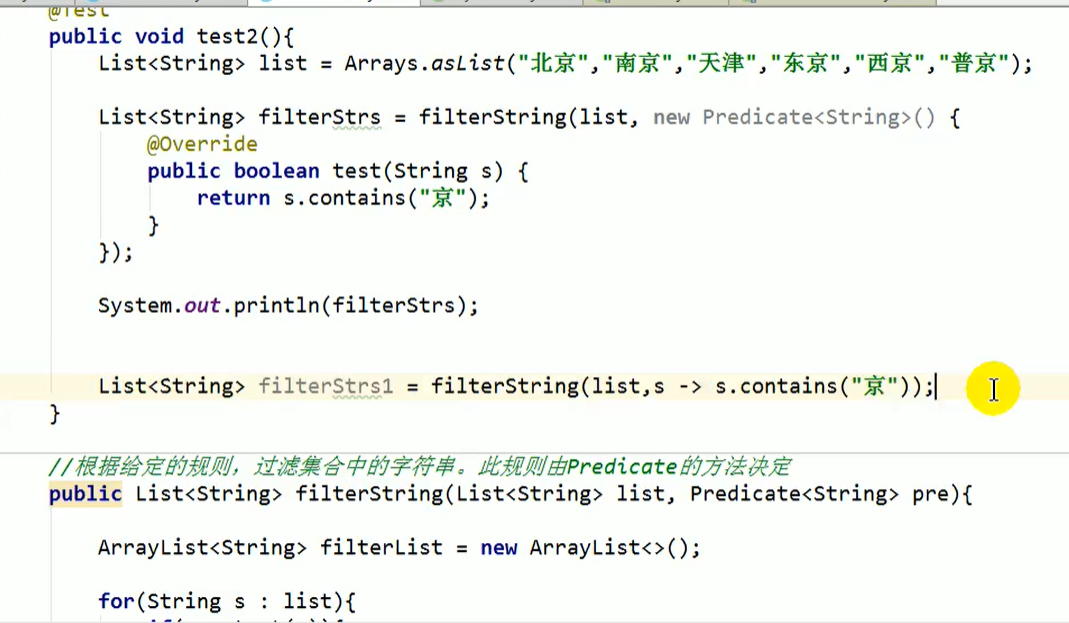 @Test
public void test2(){
List<String> list = Arrays.asList("北京","南京","天津","东京","西京","普京");
List<String> filterStrs = filterString(list, new Predicate<String>() {
@Override
public boolean test(String s) {
return s.contains("京");
}
});
System.out.println(filterStrs);
List<String> filterStrs1 = filterString(list,s -> s.contains("京"));
}
//根据给定的规则，过滤集合中的字符串。此规则由Predicate的方法决定
public List<String> filterString(List<String> list, Predicate<String> pre){
ArrayList<String> filterList = new ArrayList<>();
for(String s : list){